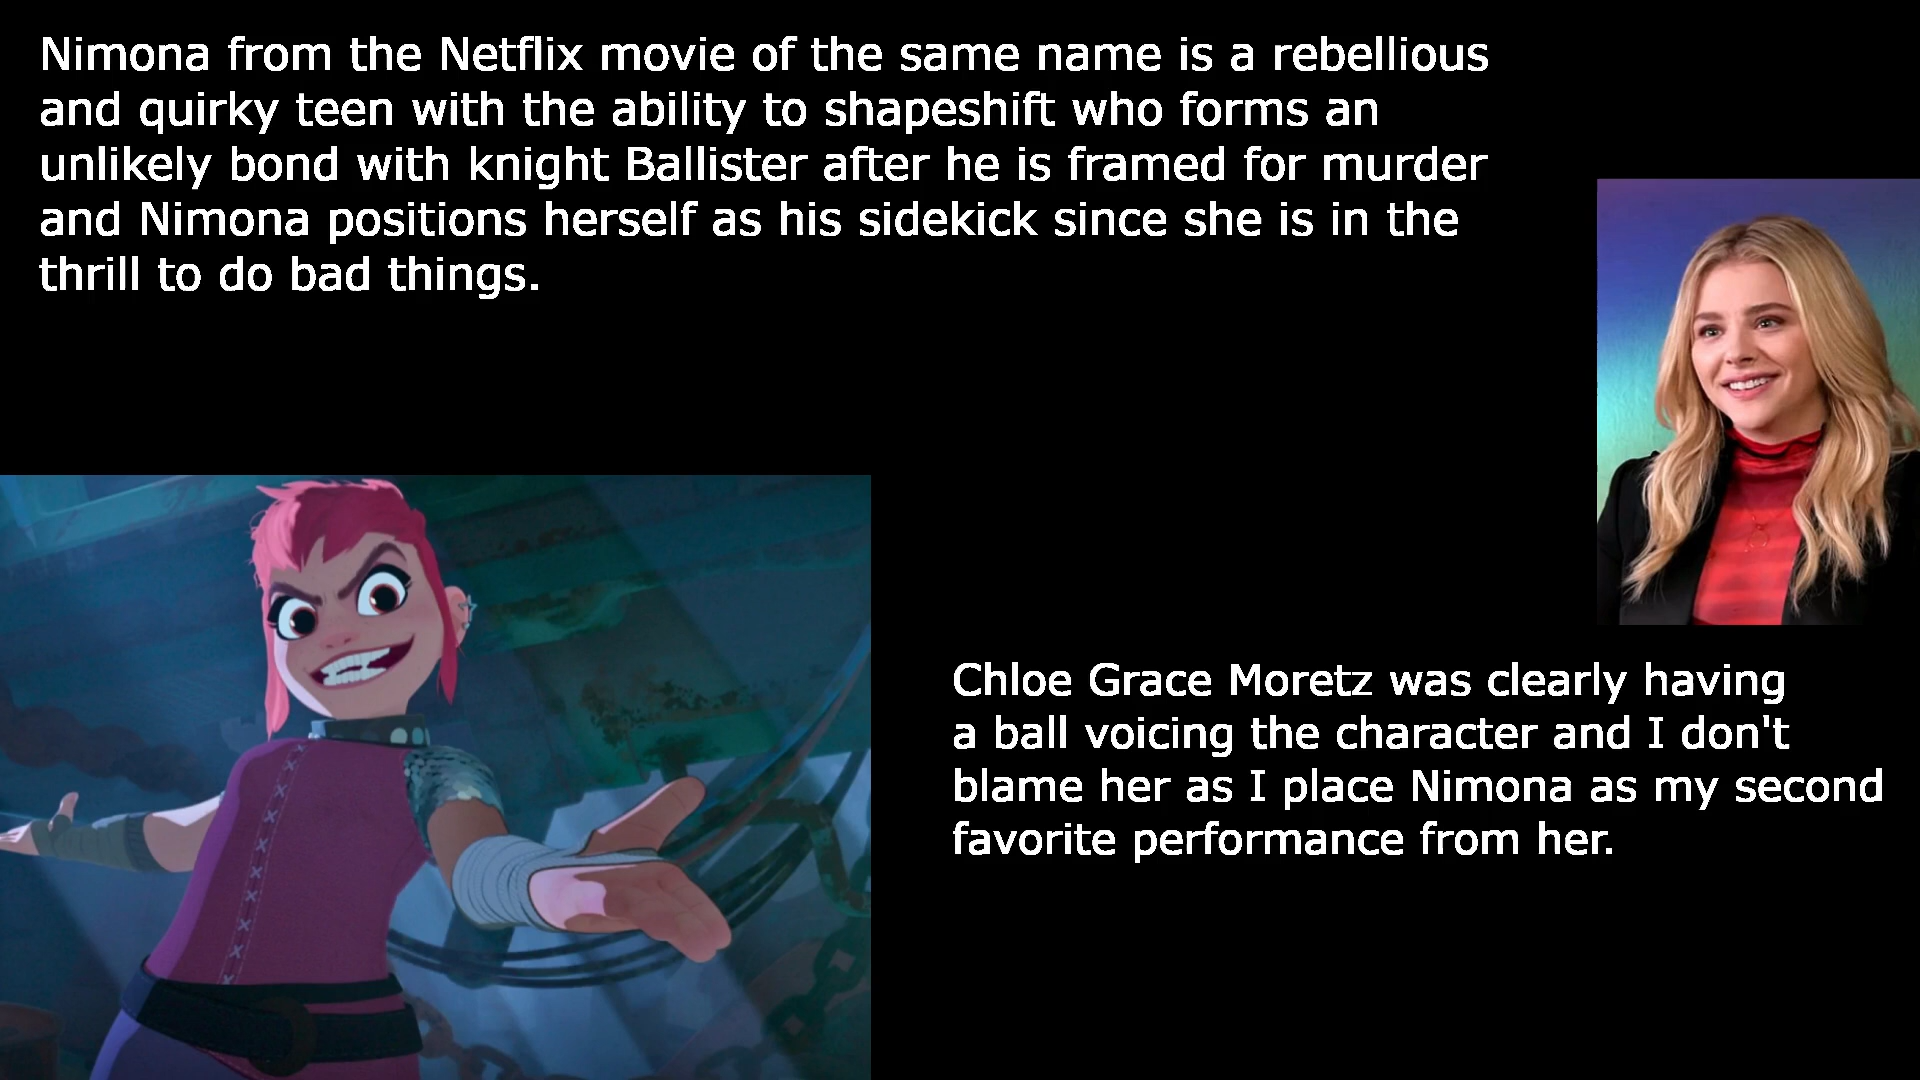 Nimona from the Netflix movie of the same name is a rebellious
and quirky teen with the ability to shapeshift who forms an
unlikely bond with knight Ballister after he is framed for murder
and Nimona positions herself as his sidekick since she is in the
thrill to do bad things.
Chloe Grace Moretz was clearly having
a ball voicing the character and I don't
blame her as I place Nimona as my second
favorite performance from her.